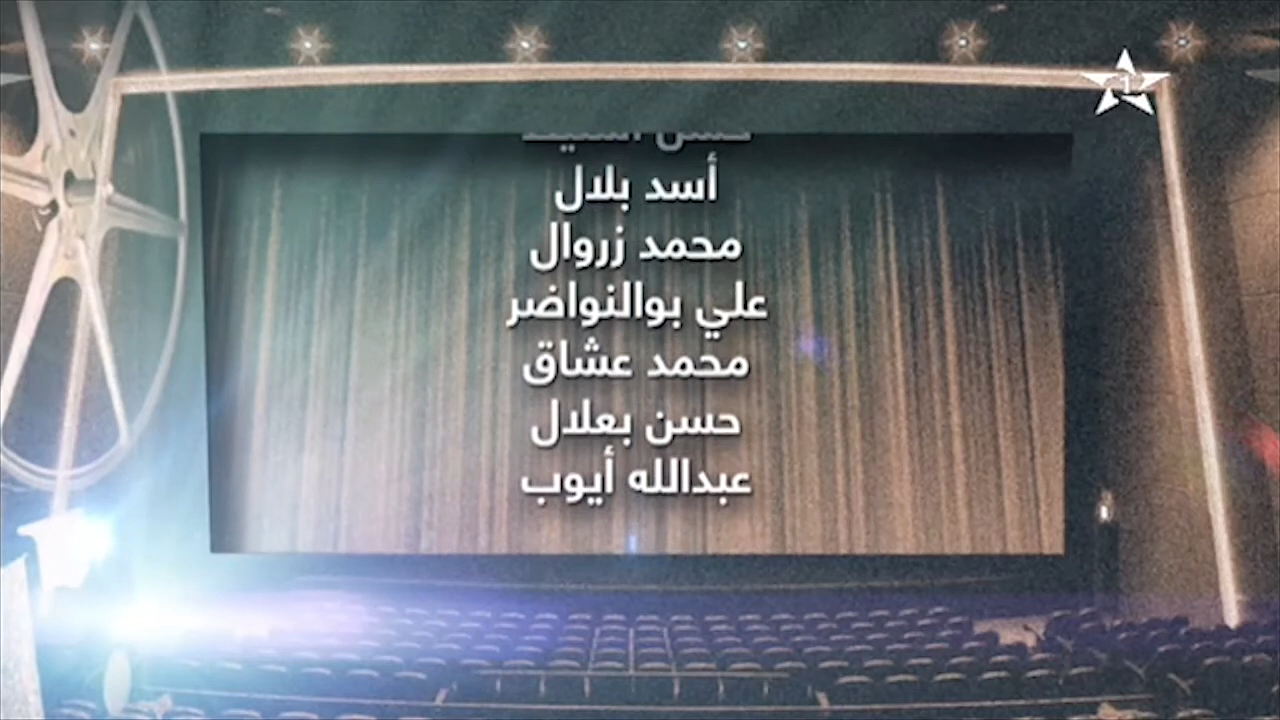 أسد بلال
محمد زروال
علي بوالنواضر
محمد عشاق
حسن بعلال
عبدالله أيوب